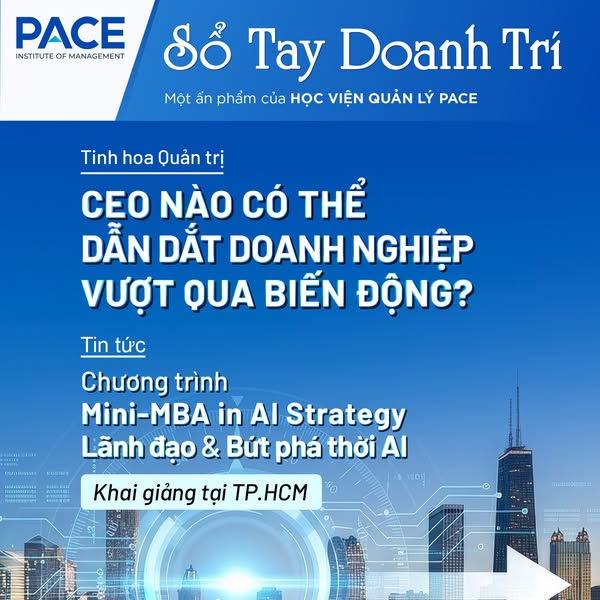 PACE
INSTITUTE OF MANAGEMENT
Sổ Tay Doanh Trí
Một ấn phẩm của HỌC VIỆN QUẢN LÝ PACE
Tinh hoa Quản trị
CEO NÀO CÓ THỂ
DẪN DẮT DOANH NGHIỆP
VƯỢT QUA BIẾN ĐỘNG?
Tin tức
Chương trình
Mini-MBA in AI Strategy
Lãnh đạo & Bứt phá thời AI
Khai giảng tại TP.HCM